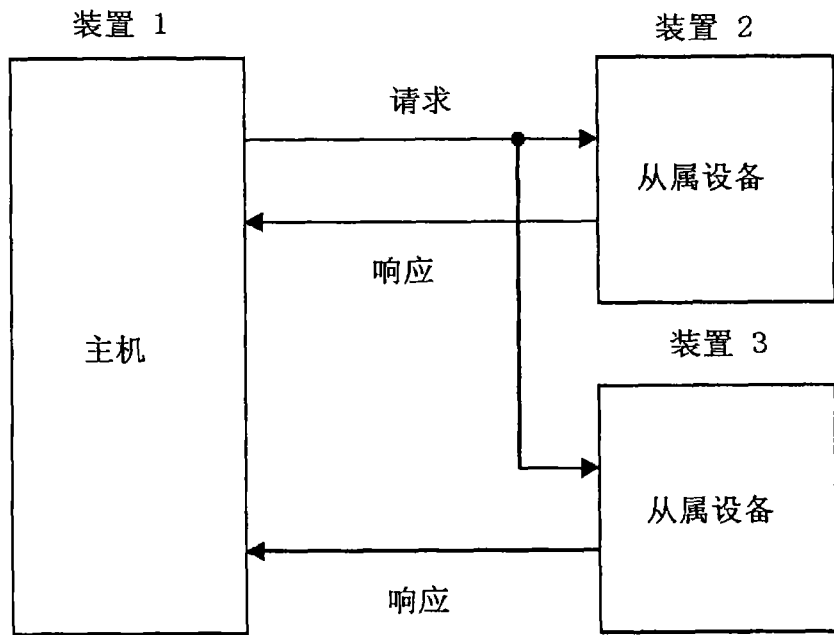 装置 1
装置 2
请求
从属设备
响应
主机
装置 3
从属设备
响应